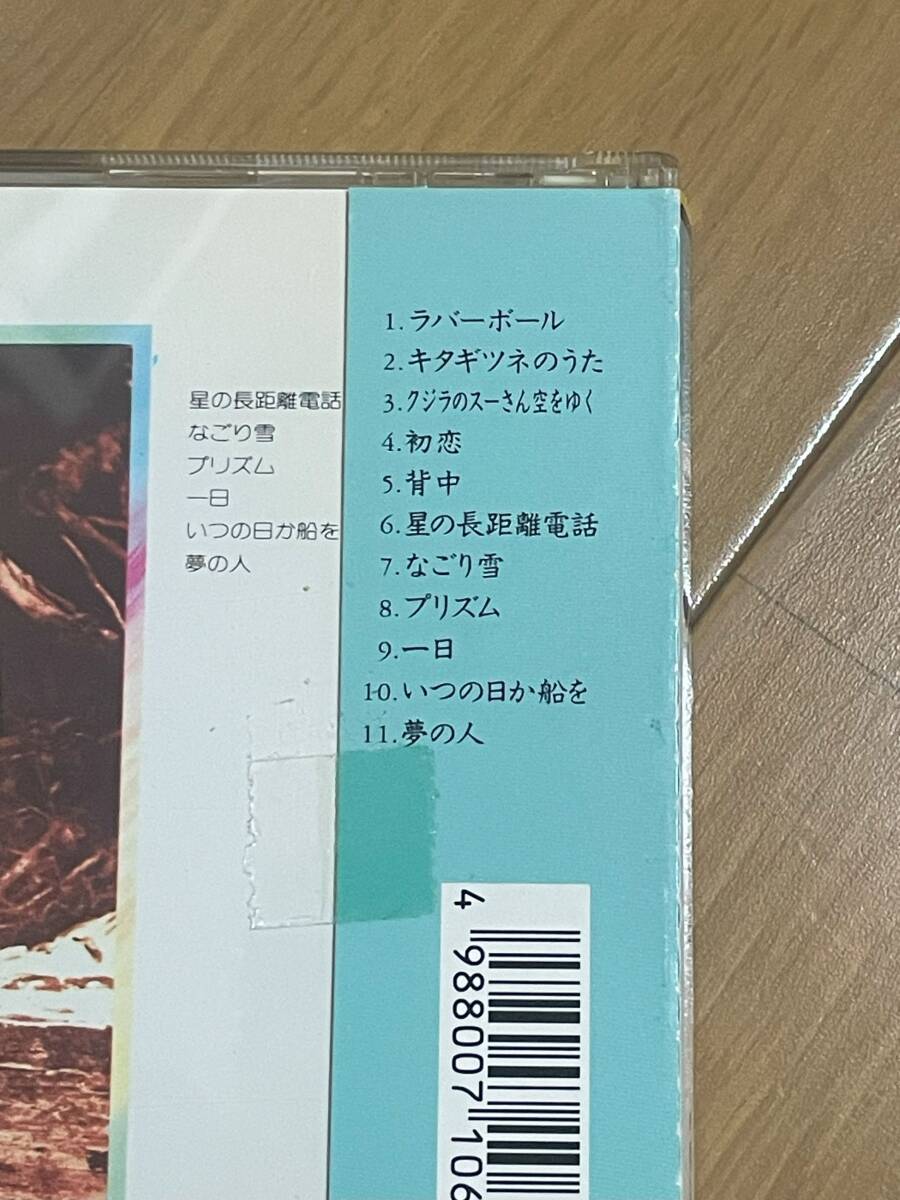 星の長距離電話
なごり雪
プリズム
一日
いつの日か船を
夢の人
1.ラバーボール
2.キタギツネのうた
3.クジラのスーさん空をゆく
4.初恋
5.背中
6.星の長距離電話
7.なごり雪
8.プリズム
9.一日
10.いつの日か船を
11.夢の人
4 988007 106